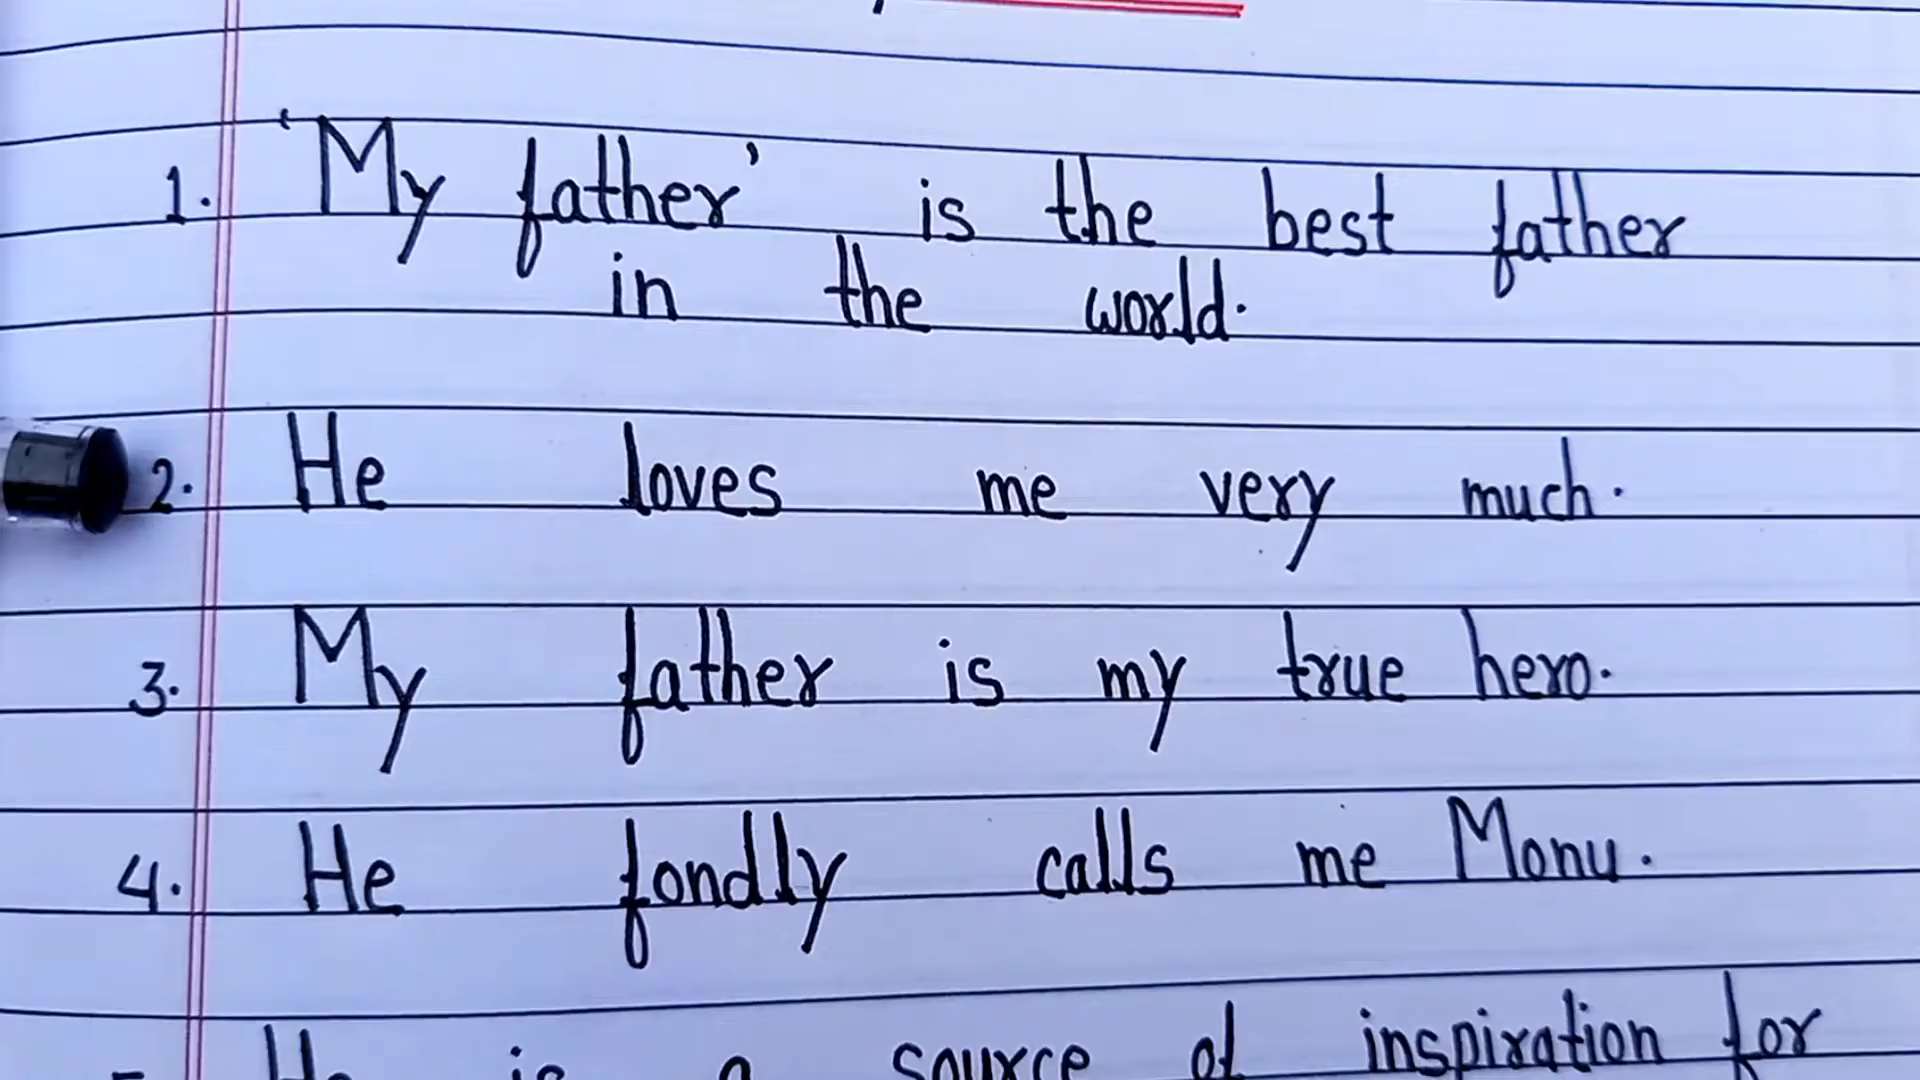 1. 'My father' is the best father
in the world.
2. He loves me very much.
3. My father is my true hero.
4. He fondly calls me Monu.
He is a source of inspiration for